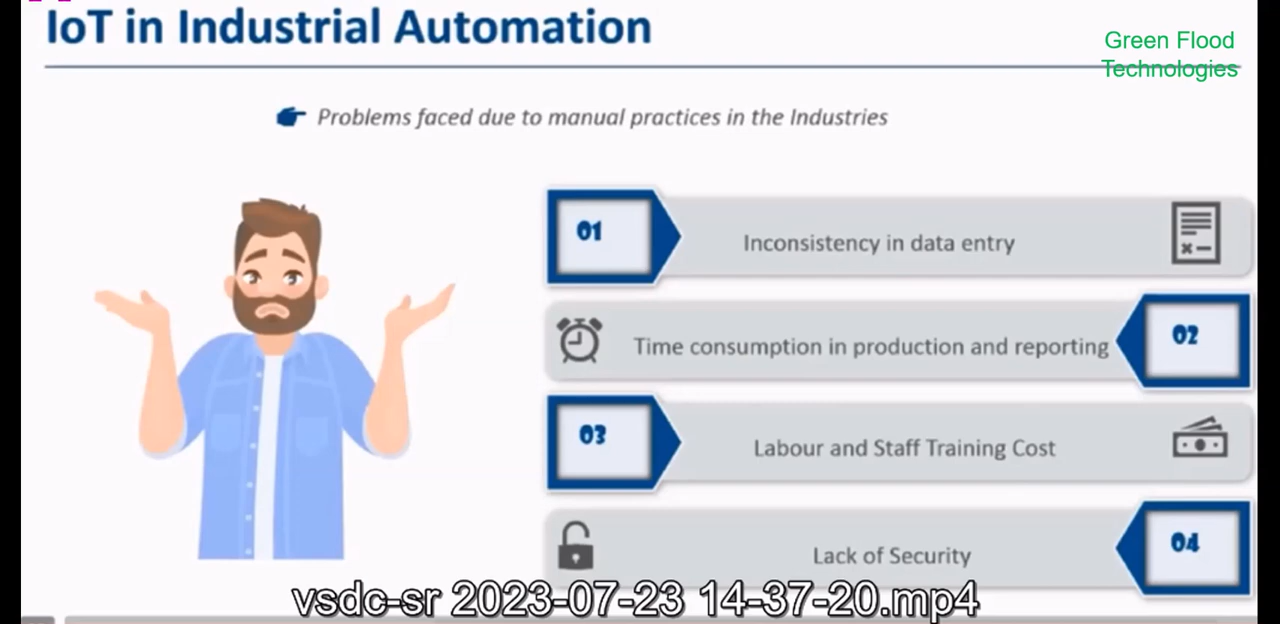 IoT in Industrial Automation
Green Flood
Technologies
Problems faced due to manual practices in the Industries
01
Inconsistency in data entry
Time consumption in production and reporting
02
03
Labour and Staff Training Cost
Lack of Security
04
vsdc-sr 2023-07-23 14-37-20.mp4